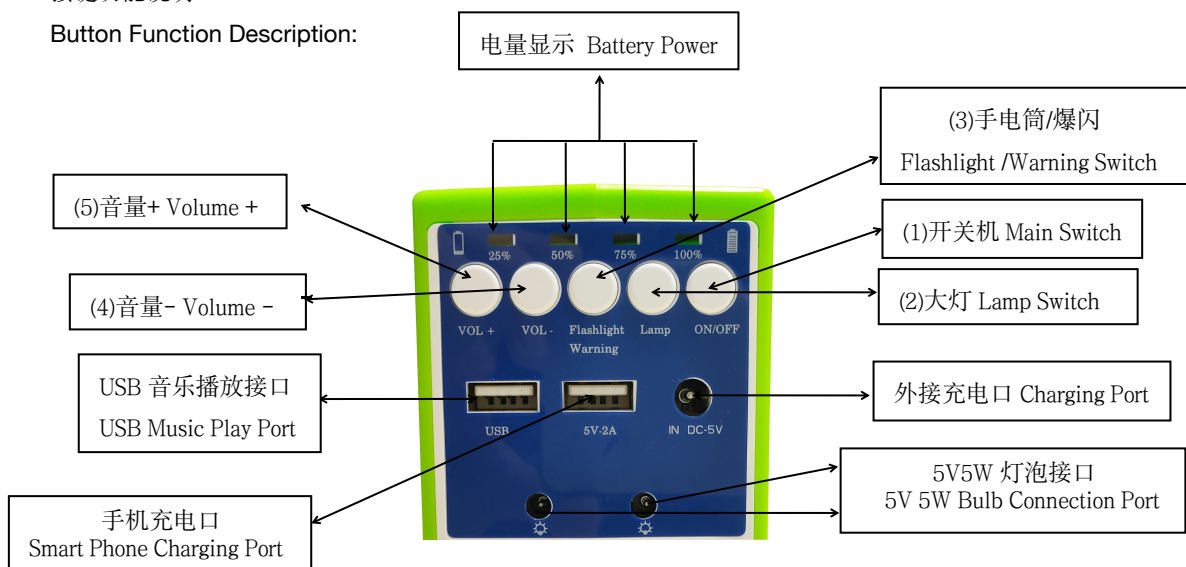 Button Function Description:
电量显示 Battery Power
(3)手电筒/爆闪
Flashlight /Warning Switch
(5)音量+ Volume +
(1)开关机 Main Switch
(4)音量- Volume -
(2)大灯 Lamp Switch
25% 50% 75% 100%
VOL + VOL - Flashlight Lamp ON/OFF
Warning
USB 音乐播放接口
USB Music Play Port
外接充电口 Charging Port
USB 5V-2A IN DC-5V
5V5W 灯泡接口
5V 5W Bulb Connection Port
手机充电口
Smart Phone Charging Port